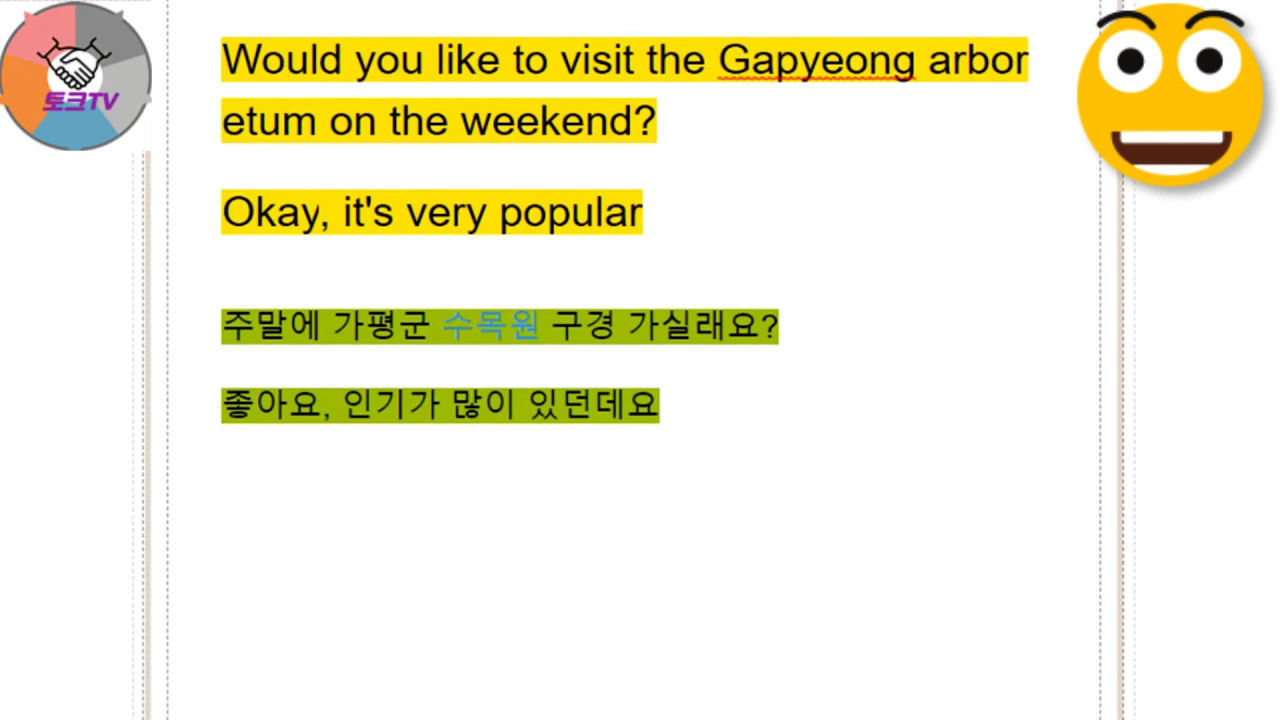 토크TV
Would you like to visit the Gapyeong arbor
etum on the weekend?
Okay, it's very popular
주말에 가평군 수목원 구경 가실래요?
좋아요, 인기가 많이 있던데요